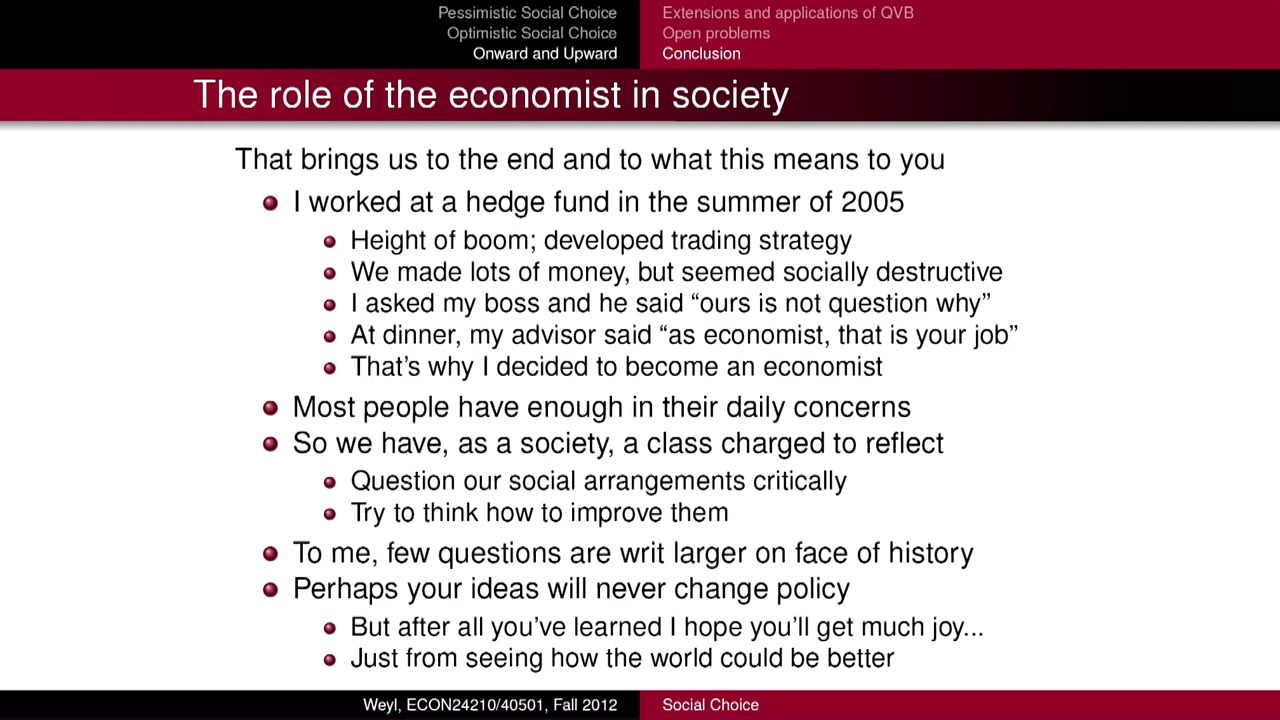 Pessimistic Social Choice
Optimistic Social Choice
Onward and Upward
Extensions and applications of QVB
Open problems
Conclusion
The role of the economist in society
That brings us to the end and to what this means to you
I worked at a hedge fund in the summer of 2005
Height of boom; developed trading strategy
We made lots of money, but seemed socially destructive
I asked my boss and he said “ours is not question why”
At dinner, my advisor said “as economist, that is your job”
That’s why I decided to become an economist
Most people have enough in their daily concerns
So we have, as a society, a class charged to reflect
Question our social arrangements critically
Try to think how to improve them
To me, few questions are writ larger on face of history
Perhaps your ideas will never change policy
But after all you’ve learned I hope you’ll get much joy...
Just from seeing how the world could be better
Weyl, ECON24210/40501, Fall 2012
Social Choice